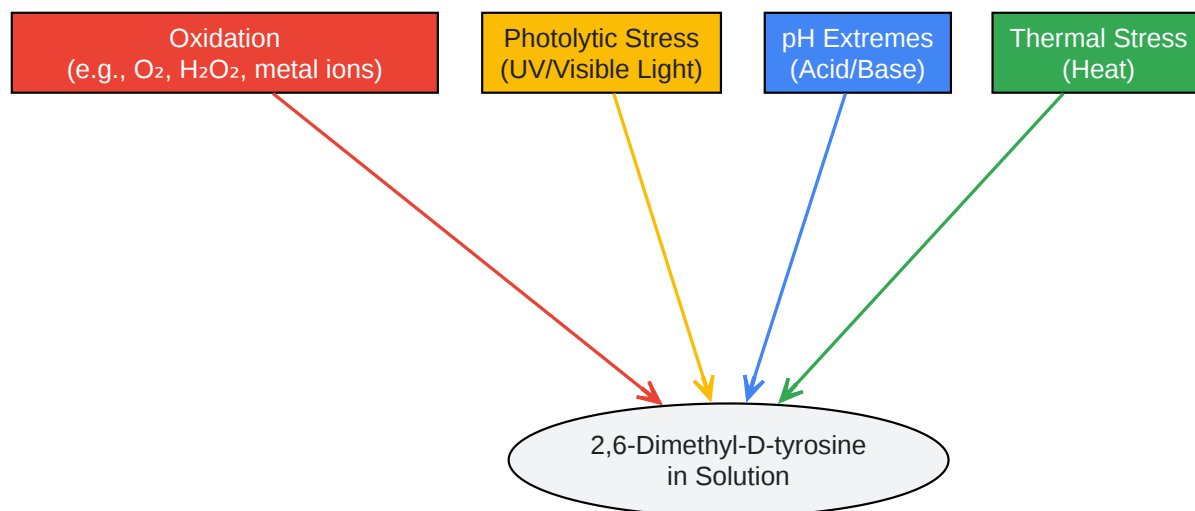 Oxidation
(e.g., O₂, H₂O₂, metal ions)
Photolytic Stress
(UV/Visible Light)
pH Extremes
(Acid/Base)
Thermal Stress
(Heat)
2,6-Dimethyl-D-tyrosine
in Solution